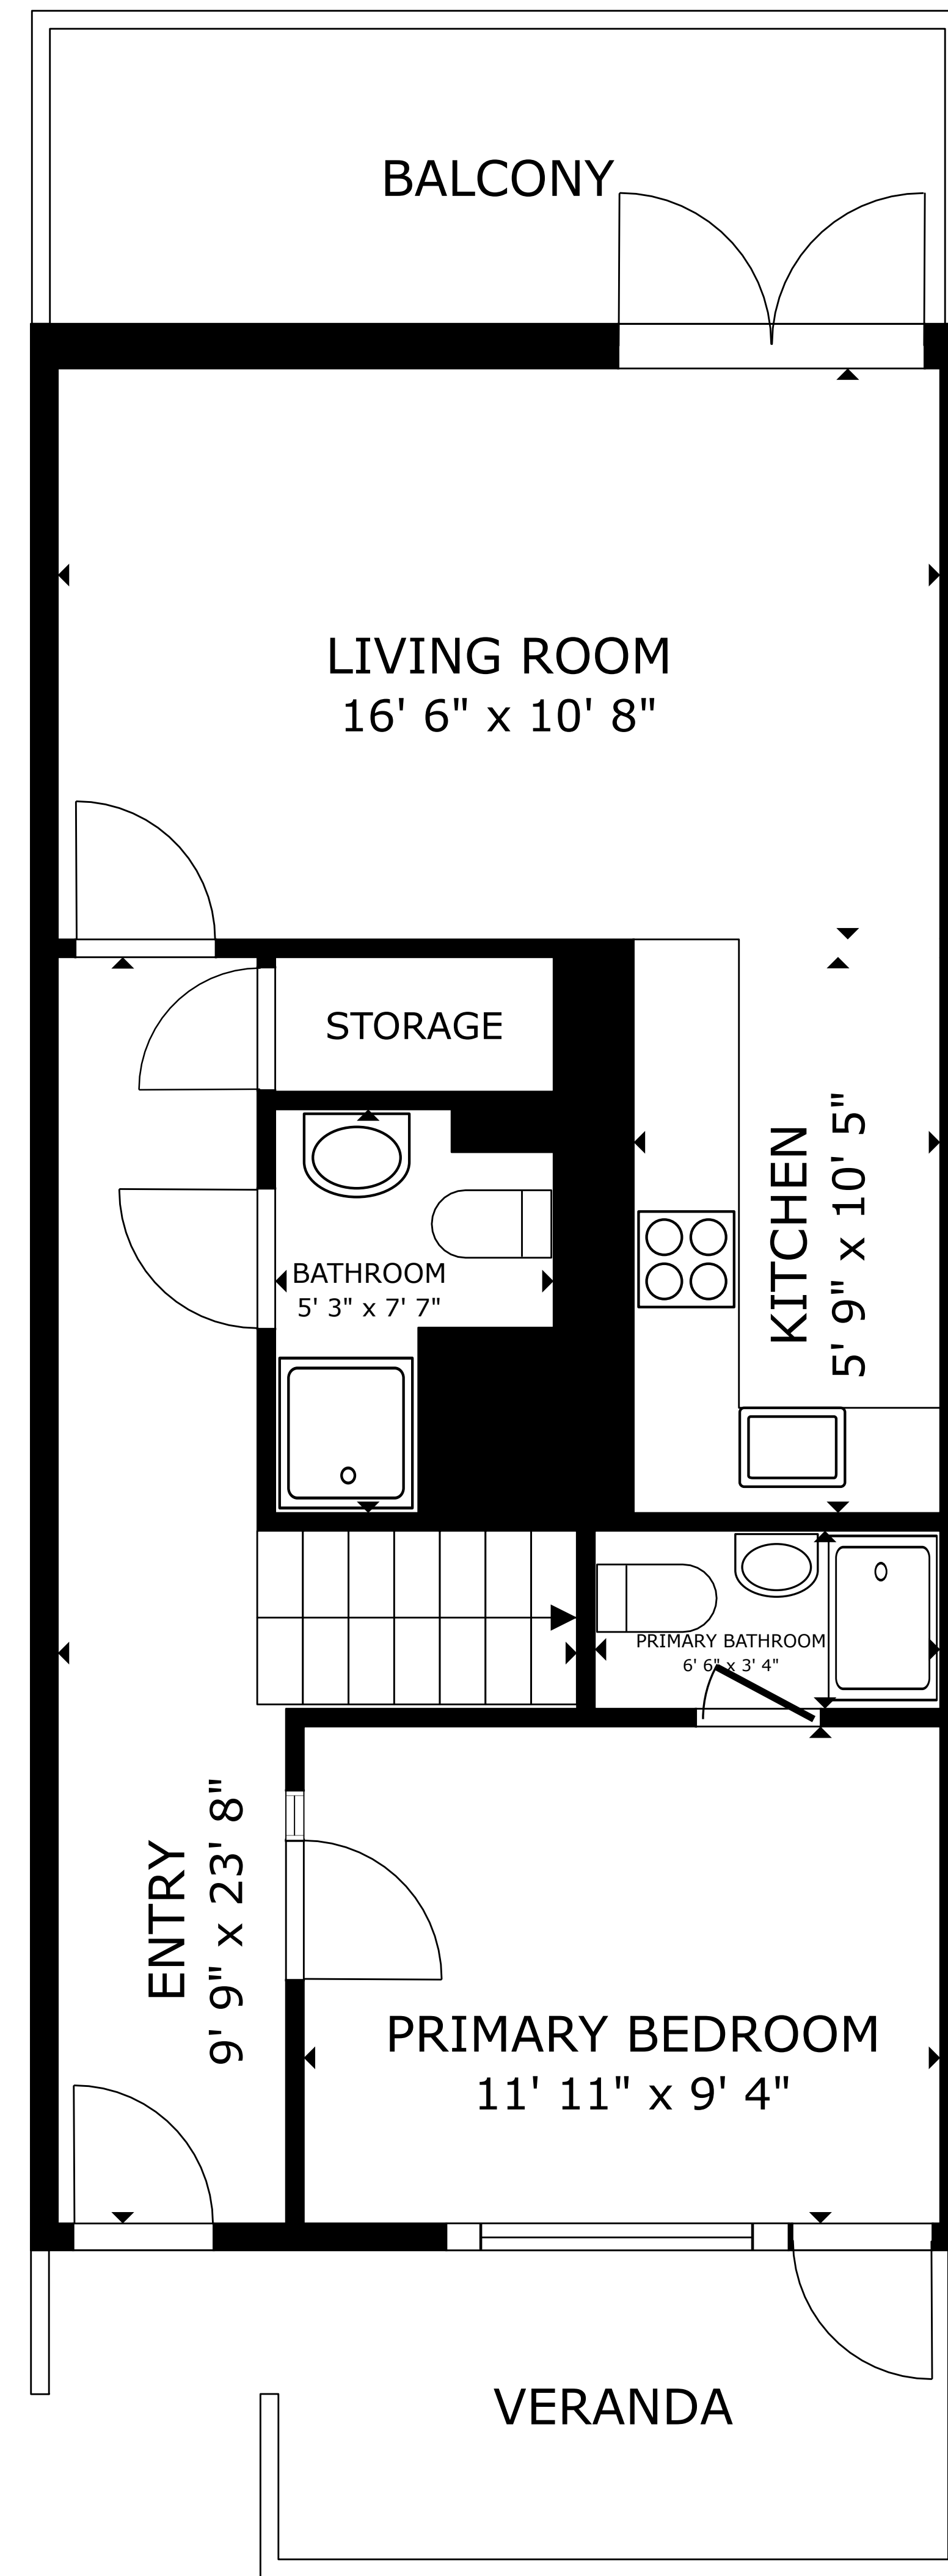 BALCONY
LIVING ROOM
16' 6" x 10' 8"
STORAGE
KITCHEN
5' 9" x 10' 5"
BATHROOM
5' 3" x 7' 7"
PRIMARY BATHROOM
6' 6" x 3' 4"
ENTRY
9' 9" x 23' 8"
PRIMARY BEDROOM
11' 11" x 9' 4"
VERANDA